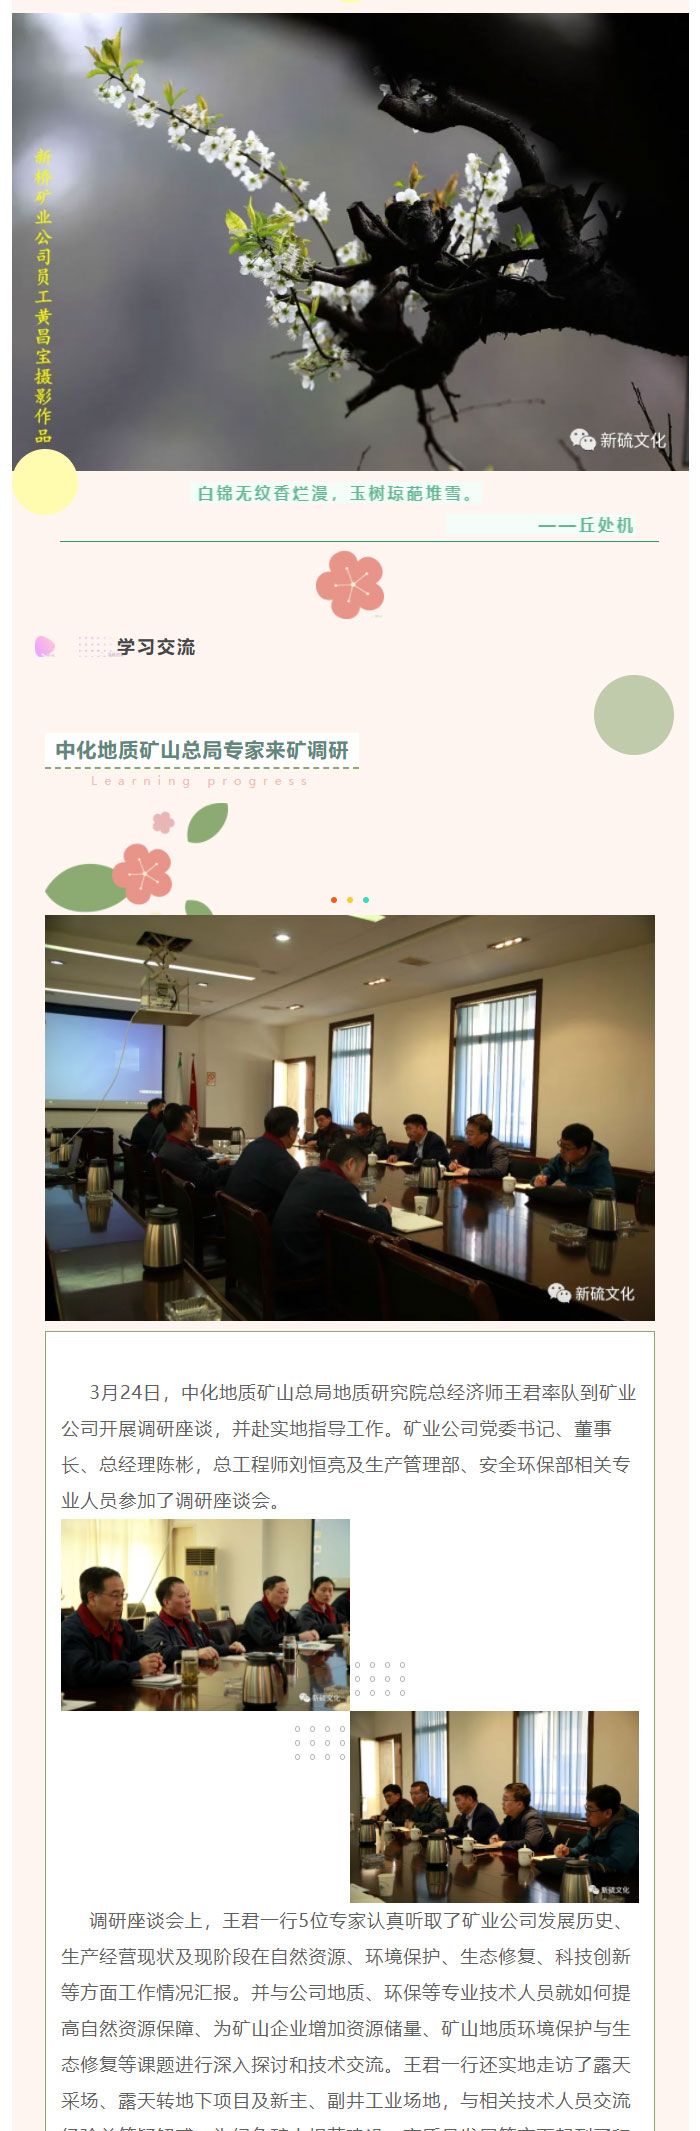 新桥矿业公司员工黄昌宝摄影作品
新硫文化
白锦无纹香烂漫，玉树琼葩堆雪。
——丘处机
学习交流
中化地质矿山总局专家来矿调研
Learning progress
新硫文化
3月24日，中化地质矿山总局地质研究院总经济师王君率队到矿业
公司开展调研座谈，并赴实地指导工作。矿业公司党委书记、董事
长、总经理陈彬，总工程师刘恒亮及生产管理部、安全环保部相关专
业人员参加了调研座谈会。
新硫文化
新硫文化
调研座谈会上，王君一行5位专家认真听取了矿业公司发展历史、
生产经营现状及现阶段在自然资源、环境保护、生态修复、科技创新
等方面工作情况汇报。并与公司地质、环保等专业技术人员就如何提
高自然资源保障、为矿山企业增加资源储量、矿山地质环境保护与生
态修复等课题进行深入探讨和技术交流。王君一行还实地走访了露天
采场、露天转地下项目及新主、副井工业场地，与相关技术人员交流